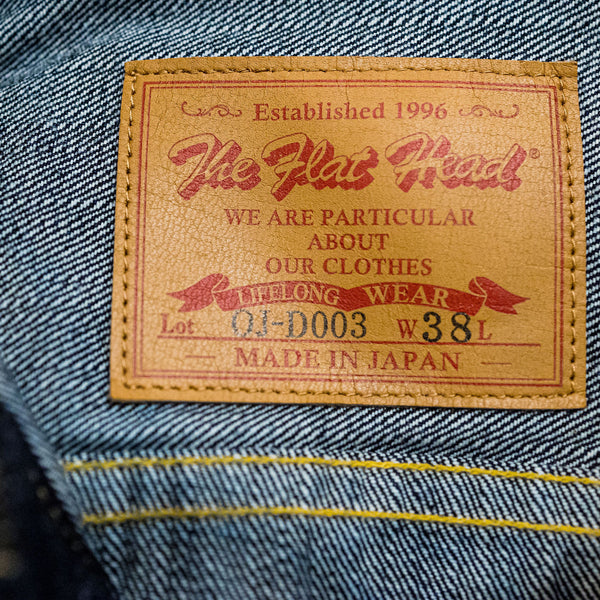 Established 1996
The Flat Head®
WE ARE PARTICULAR
ABOUT
OUR CLOTHES
LIFELONG WEAR
Lot OJ-D003 W38L
MADE IN JAPAN